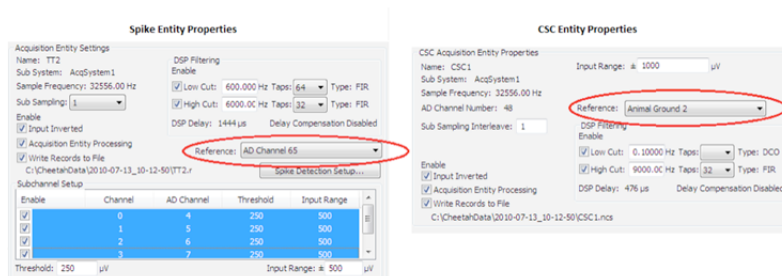 Spike Entity Properties
Acquisition Entity Settings
Name: TT2
Sub System: AcqSystem1
Sample Frequency: 32556.00 Hz
Sub Sampling: 1
Enable
Input Inverted
Acquisition Entity Processing
Write Records to File
C:\CheetahData\2010-07-13_10-12-50\TT2.r
DSP Filtering
Enable
Low Cut: 600.000 Hz Taps: 64 Type: FIR
High Cut: 6000.00 Hz Taps: 32 Type: FIR
DSP Delay: 1444 µs Delay Compensation Disabled
Reference: AD Channel 65
Spike Detection Setup...
Subchannel Setup
Enable Channel AD Channel Threshold Input Range
0 4 250 500
1 5 250 500
2 6 250 500
3 7 250 500
Threshold: 250 µV Input Range: ± 500 µV
CSC Entity Properties
CSC Acquisition Entity Properties
Name: CSC1
Sub System: AcqSystem1
Sample Frequency: 32556.00 Hz
AD Channel Number: 48
Sub Sampling Interleave: 1
Enable
Input Inverted
Acquisition Entity Processing
Write Records to File
C:\CheetahData\2010-07-13_10-12-50\CSC1.ncs
Input Range: ± 1000 µV
Reference: Animal Ground 2
DSP Filtering
Enable
Low Cut: 0.10000 Hz Taps: Type: DCO
High Cut: 9000.00 Hz Taps: 32 Type: FIR
DSP Delay: 476 µs Delay Compensation Disabled